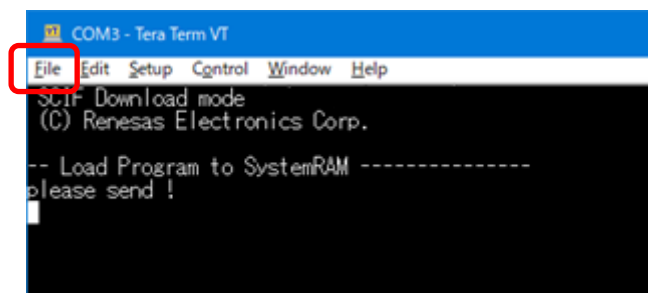 COM3 - Tera Term VT
File Edit Setup Control Window Help
SCIF Download mode
(C) Renesas Electronics Corp.
-- Load Program to SystemRAM ---------------
please send !